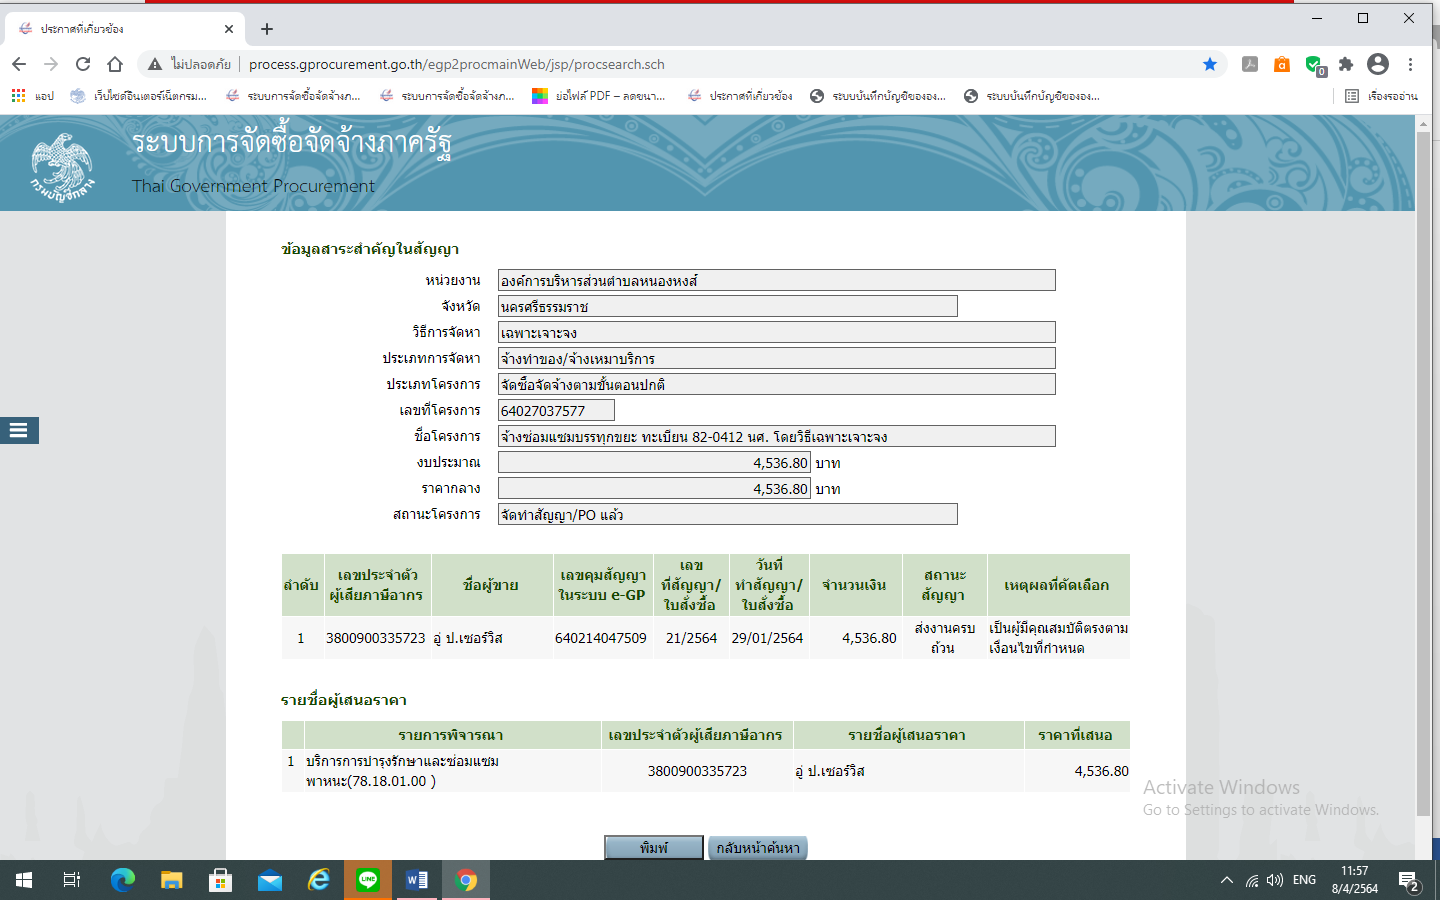 ประกาศที่เกี่ยวข้อง
ไม่ปลอดภัย | process.gprocurement.go.th/egp2procmainWeb/jsp/procsearch.sch
แอป เว็บไซต์อินเตอร์เน็ตกรม... ระบบการจัดซื้อจัดจ้างภ... ระบบการจัดซื้อจัดจ้างภ... ย่อไฟล์ PDF – ลดขนา... ประกาศที่เกี่ยวข้อง ระบบบันทึกบัญชีขององ... ระบบบันทึกบัญชีขององ... เรื่องรออ่าน
ระบบการจัดซื้อจัดจ้างภาครัฐ
Thai Government Procurement
กรมบัญชีกลาง
ข้อมูลสาระสำคัญในสัญญา
หน่วยงาน องค์การบริหารส่วนตำบลหนองหงส์
จังหวัด นครศรีธรรมราช
วิธีการจัดหา เฉพาะเจาะจง
ประเภทการจัดหา จ้างทำของ/จ้างเหมาบริการ
ประเภทโครงการ จัดซื้อจัดจ้างตามขั้นตอนปกติ
เลขที่โครงการ 64027037577
ชื่อโครงการ จ้างซ่อมแซมบรรทุกขยะ ทะเบียน 82-0412 นศ. โดยวิธีเฉพาะเจาะจง
งบประมาณ 4,536.80 บาท
ราคากลาง 4,536.80 บาท
สถานะโครงการ จัดทำสัญญา/PO แล้ว
ลำดับ เลขประจำตัวผู้เสียภาษีอากร ชื่อผู้ขาย เลขคุมสัญญาในระบบ e-GP เลขที่สัญญา/ใบสั่งซื้อ วันที่ทำสัญญา/ใบสั่งซื้อ จำนวนเงิน สถานะสัญญา เหตุผลที่คัดเลือก
1 3800900335723 อู่ ป.เซอร์วิส 640214047509 21/2564 29/01/2564 4,536.80 ส่งงานครบถ้วน เป็นผู้มีคุณสมบัติตรงตามเงื่อนไขที่กำหนด
รายชื่อผู้เสนอราคา
รายการพิจารณา เลขประจำตัวผู้เสียภาษีอากร รายชื่อผู้เสนอราคา ราคาที่เสนอ
1 บริการการบำรุงรักษาและซ่อมแซมพาหนะ(78.18.01.00 ) 3800900335723 อู่ ป.เซอร์วิส 4,536.80
Activate Windows
Go to Settings to activate Windows.
พิมพ์ กลับหน้าค้นหา
LINE
ENG
11:57
8/4/2564
2